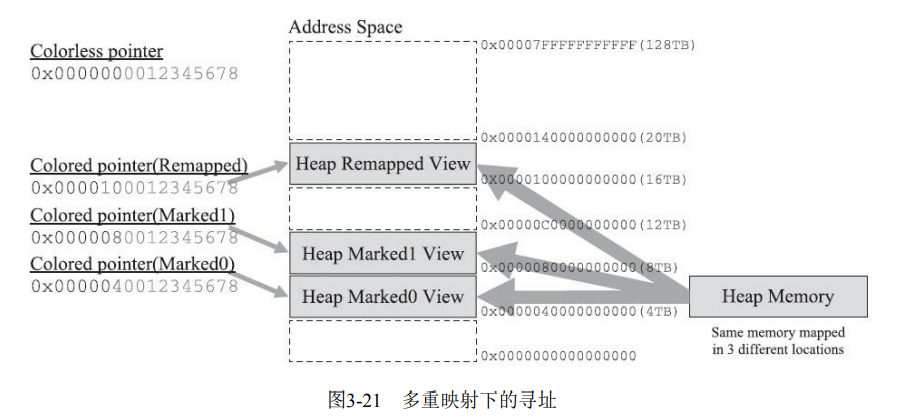 Address Space
0x00007FFFFFFFFFFF(128TB)
Colorless pointer
0x0000000012345678
0x0000140000000000(20TB)
Colored pointer(Remapped)
0x0000100012345678
Heap Remapped View
0x0000100000000000(16TB)
Colored pointer(Marked1)
0x0000080012345678
0x00000C0000000000(12TB)
Heap Marked1 View
Colored pointer(Marked0)
0x0000040012345678
0x0000080000000000(8TB)
Heap Marked0 View
0x0000040000000000(4TB)
Heap Memory
Same memory mapped
in 3 different locations
0x0000000000000000
图3-21 多重映射下的寻址